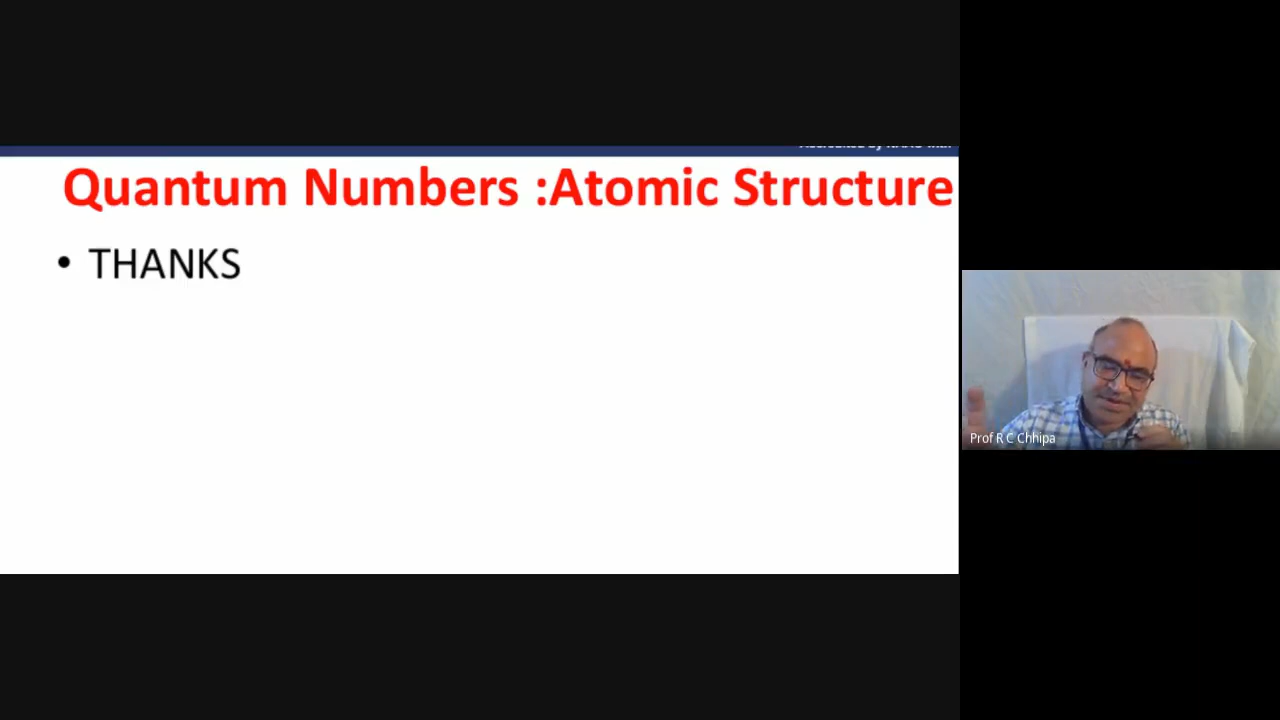 Quantum Numbers :Atomic Structure
• THANKS
Prof R C Chhipa